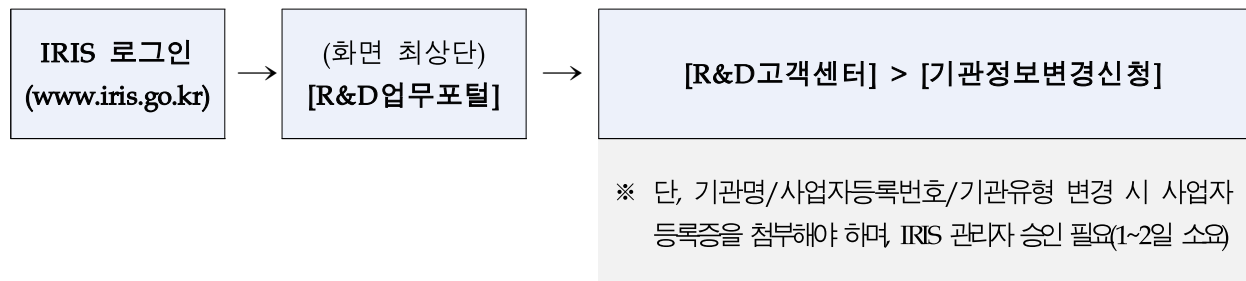 IRIS 로그인
(www.iris.go.kr)
→
(화면 최상단)
[R&D업무포털]
→
[R&D고객센터] > [기관정보변경신청]
※ 단, 기관명/사업자등록번호/기관유형 변경 시 사업자
등록증을 첨부해야 하며, IRIS 관리자 승인 필요(1~2일 소요)